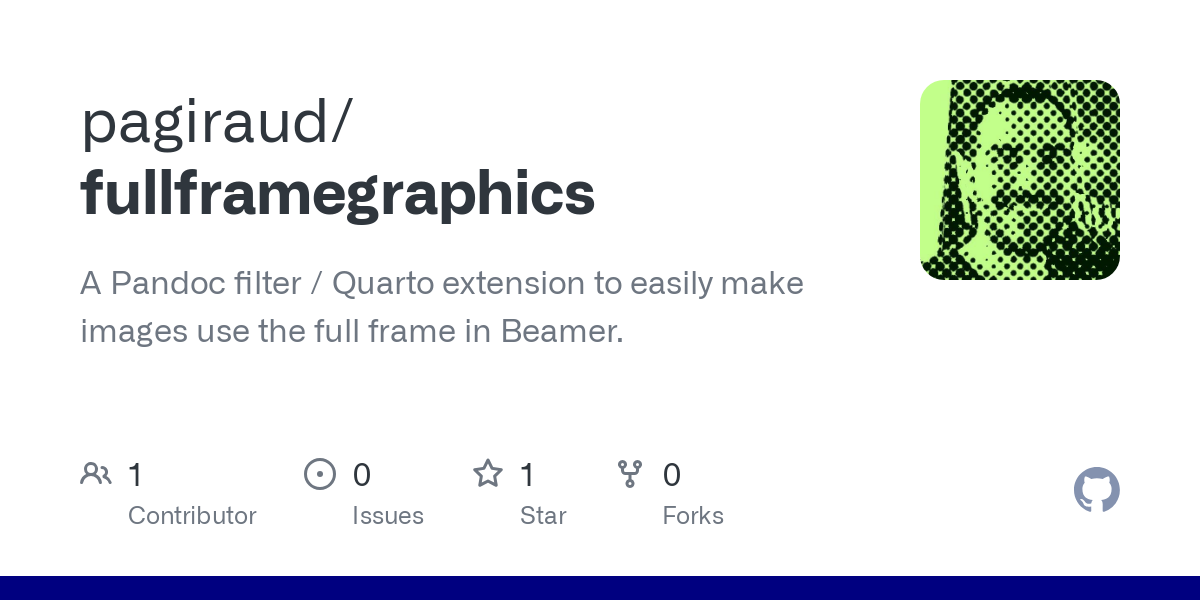 pagiraud/
fullframegraphics
A Pandoc filter / Quarto extension to easily make
images use the full frame in Beamer.
1 0 1 0
Contributor Issues Star Forks